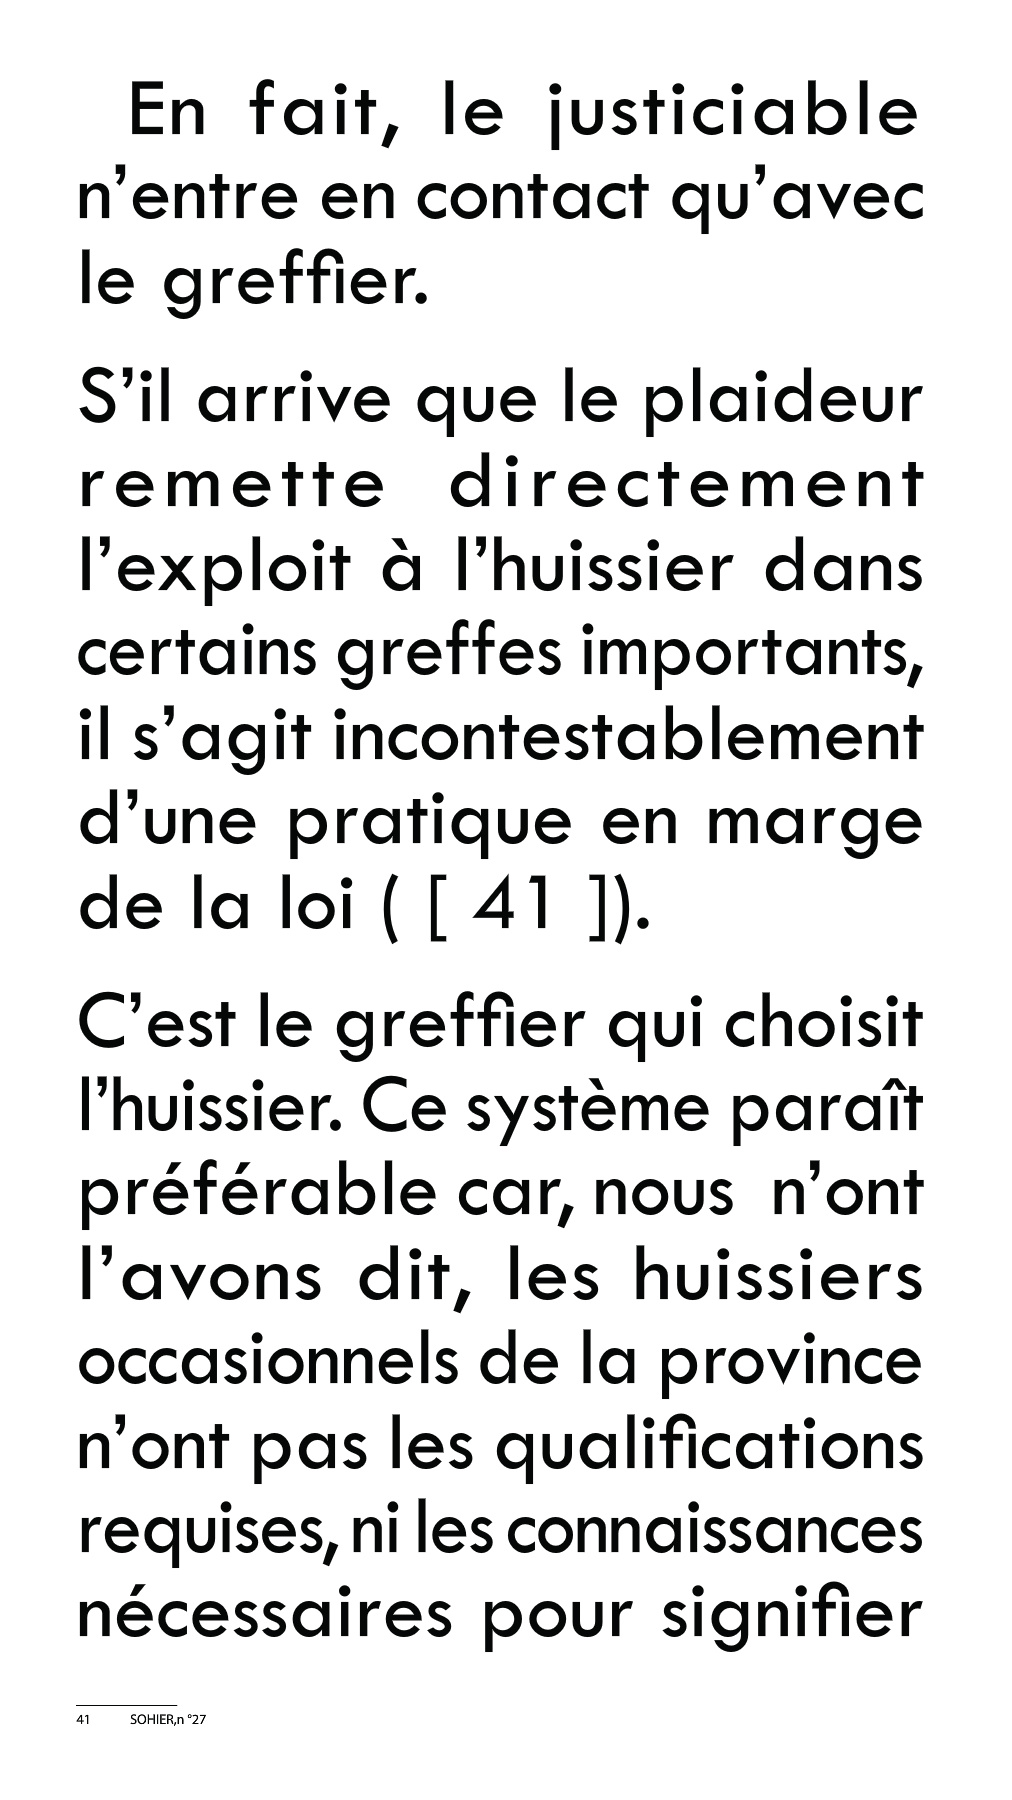 En fait, le justiciable
n’entre en contact qu’avec
le greffier.
S’il arrive que le plaideur
remette directement
l’exploit à l’huissier dans
certains greffes importants,
il s’agit incontestablement
d’une pratique en marge
de la loi ( [ 41 ]).
C’est le greffier qui choisit
l’huissier. Ce système paraît
préférable car, nous n’ont
l’avons dit, les huissiers
occasionnels de la province
n’ont pas les qualifications
requises, ni les connaissances
nécessaires pour signifier
41 SOHIER,n °27